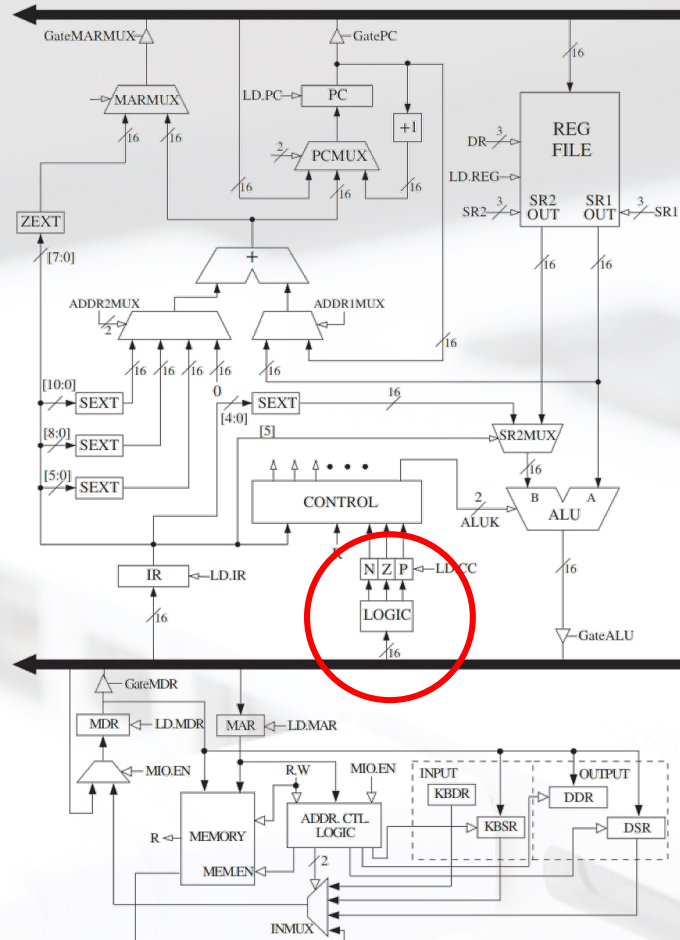 GateMARMUX
GatePC
16
MARMUX
LD.PC
PC
+1
REG
FILE
DR
3
16
16
2
PCMUX
LD.REG
16
16
16
ZEXT
SR2
3
SR2
OUT
SR1
OUT
3
SR1
[7:0]
+
16
16
ADDR2MUX
2
ADDR1MUX
16
16
16
16
16
16
[10:0]
SEXT
0
[4:0]
SEXT
16
[8:0]
SEXT
[5]
SR2MUX
16
[5:0]
SEXT
CONTROL
2
ALUK
B
A
ALU
N Z P
LD.CC
IR
LD.IR
16
LOGIC
16
16
GateALU
GateMDR
MDR
LD.MDR
MAR
LD.MAR
MIO.EN
R.W
MIO.EN
INPUT
OUTPUT
KBDR
DDR
R
MEMORY
ADDR. CTL.
LOGIC
KBSR
DSR
MEM.EN
2
INMUX